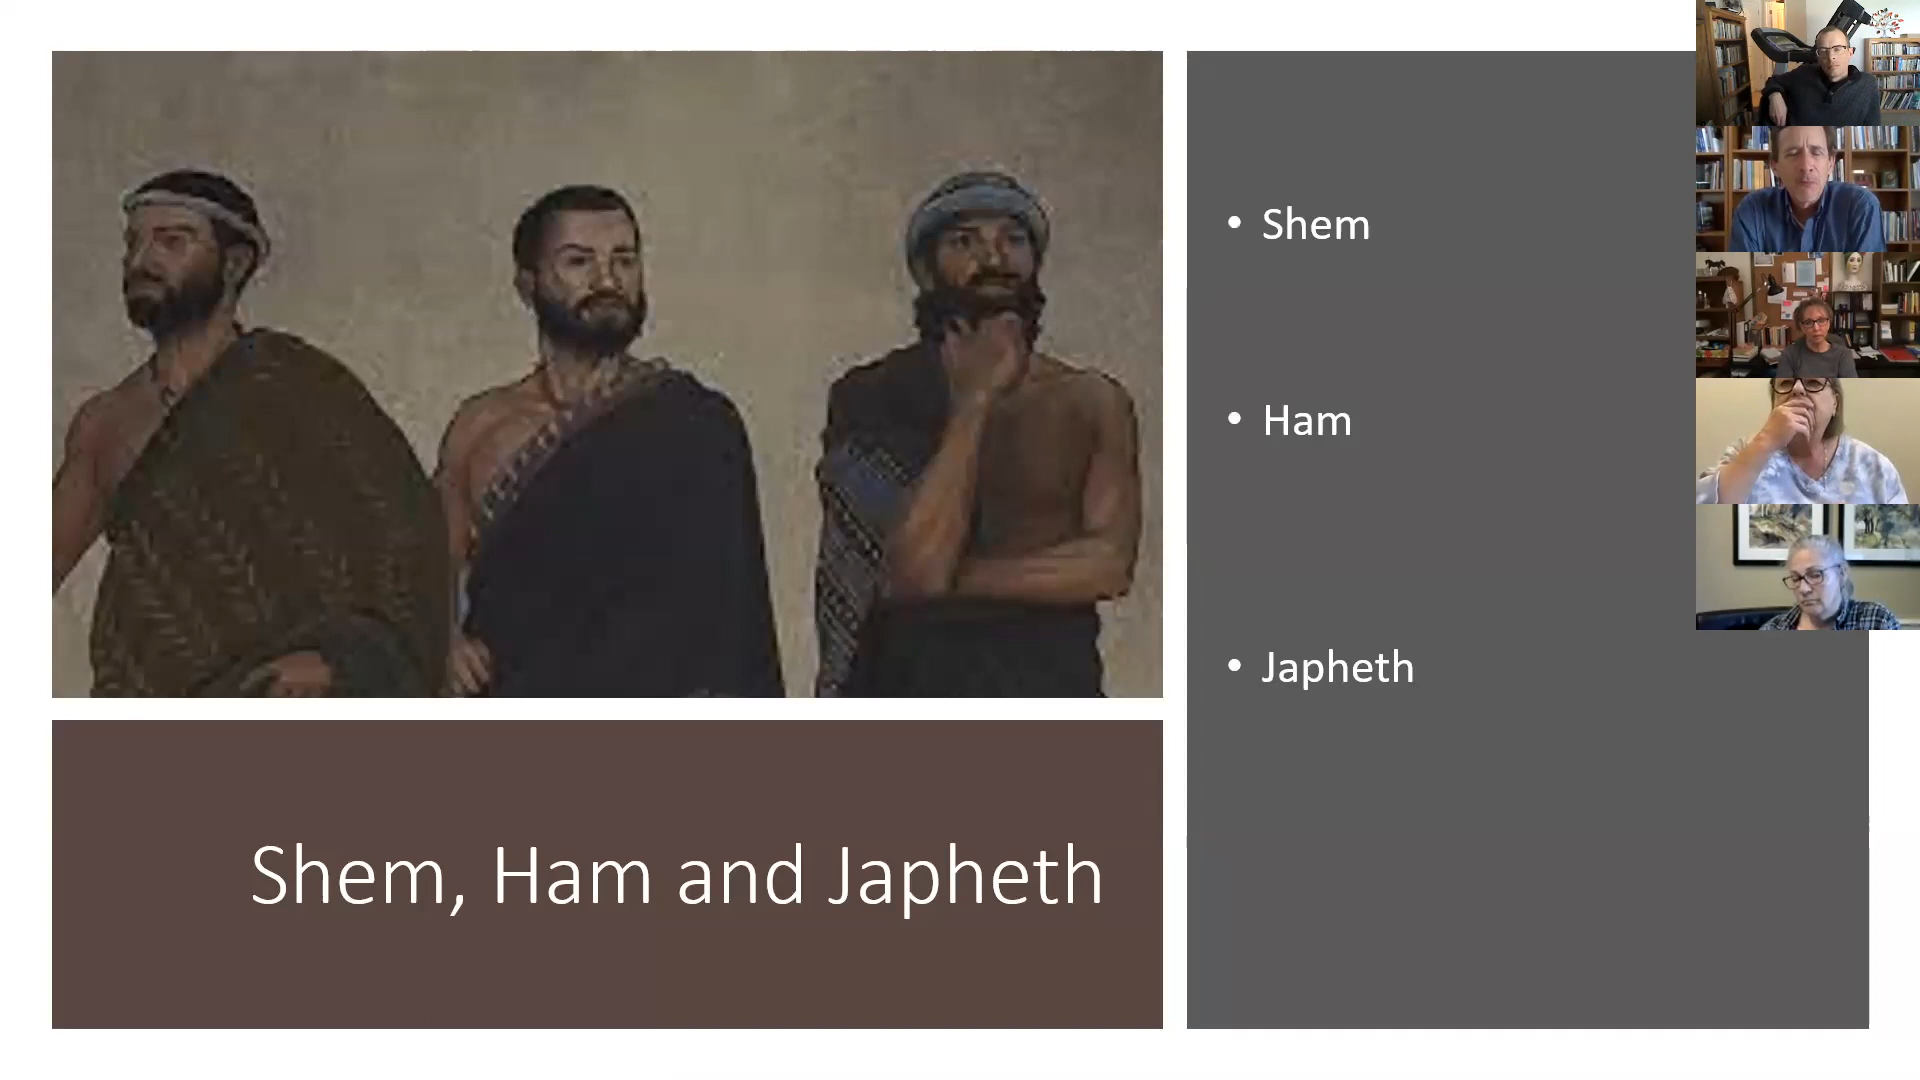 • Shem
• Ham
• Japheth
Shem, Ham and Japheth